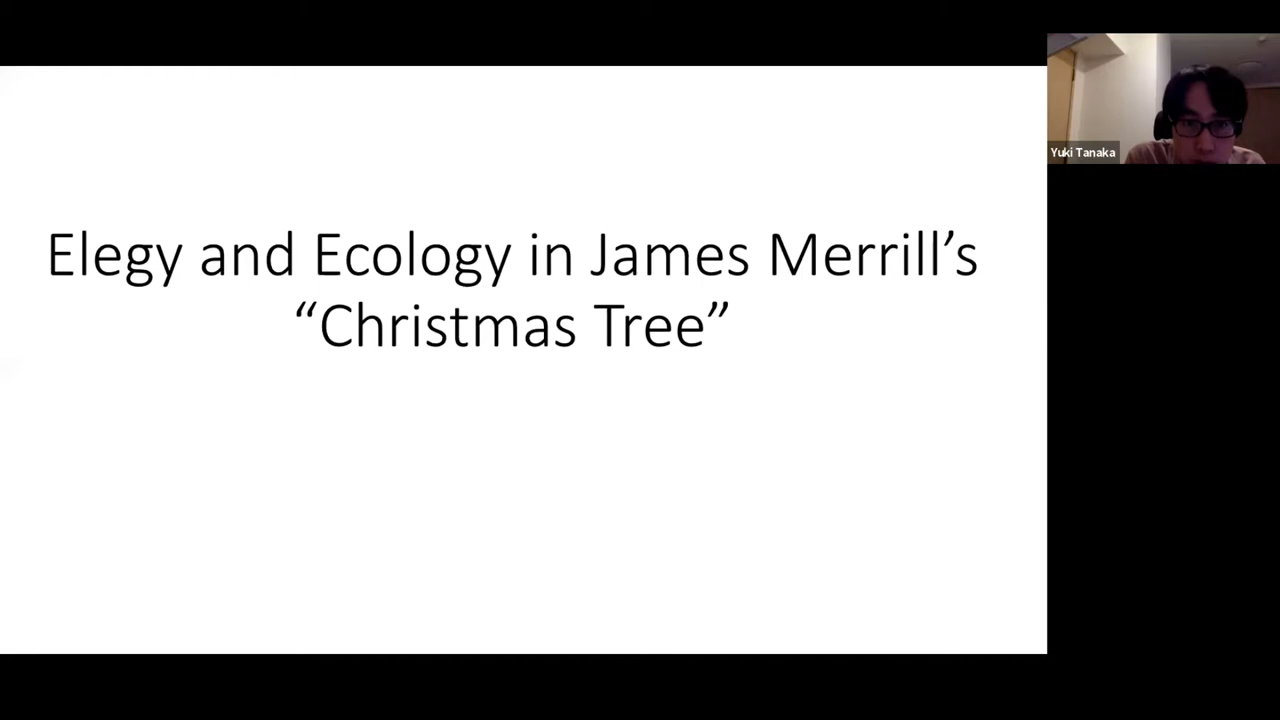 Elegy and Ecology in James Merrill’s
“Christmas Tree”
Yuki Tanaka